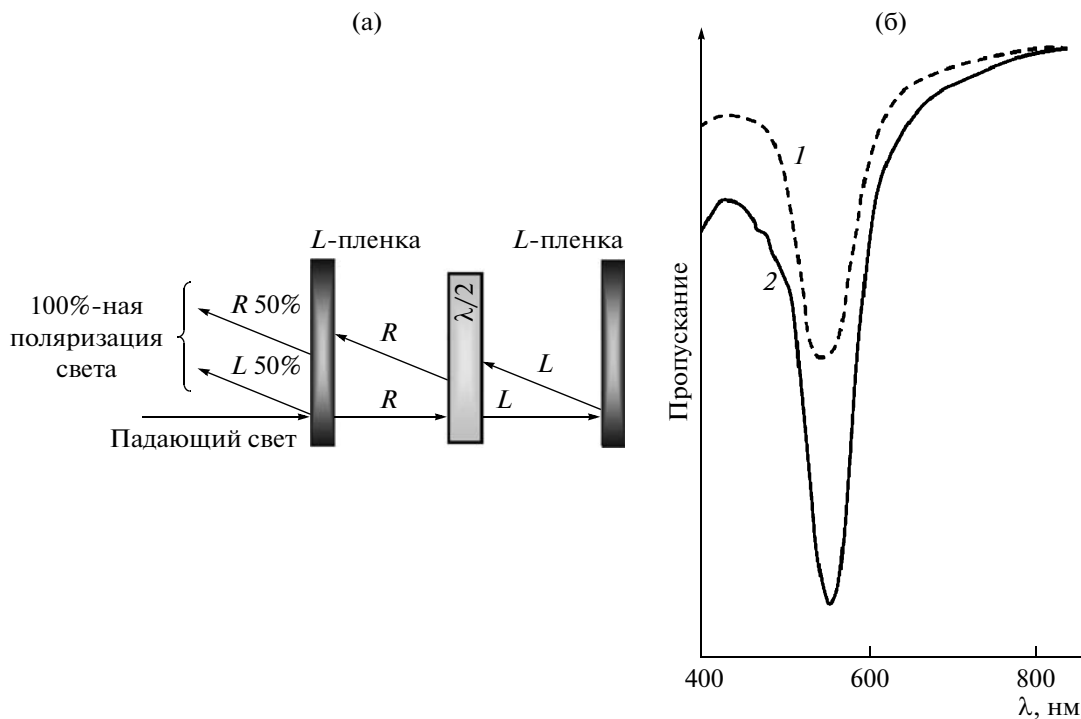 (а)
L-пленка
L-пленка
100%-ная
поляризация
света
R 50%
L 50%
R
λ/2
L
R
L
Падающий свет
(б)
Пропускание
1
2
400
600
800
λ, нм